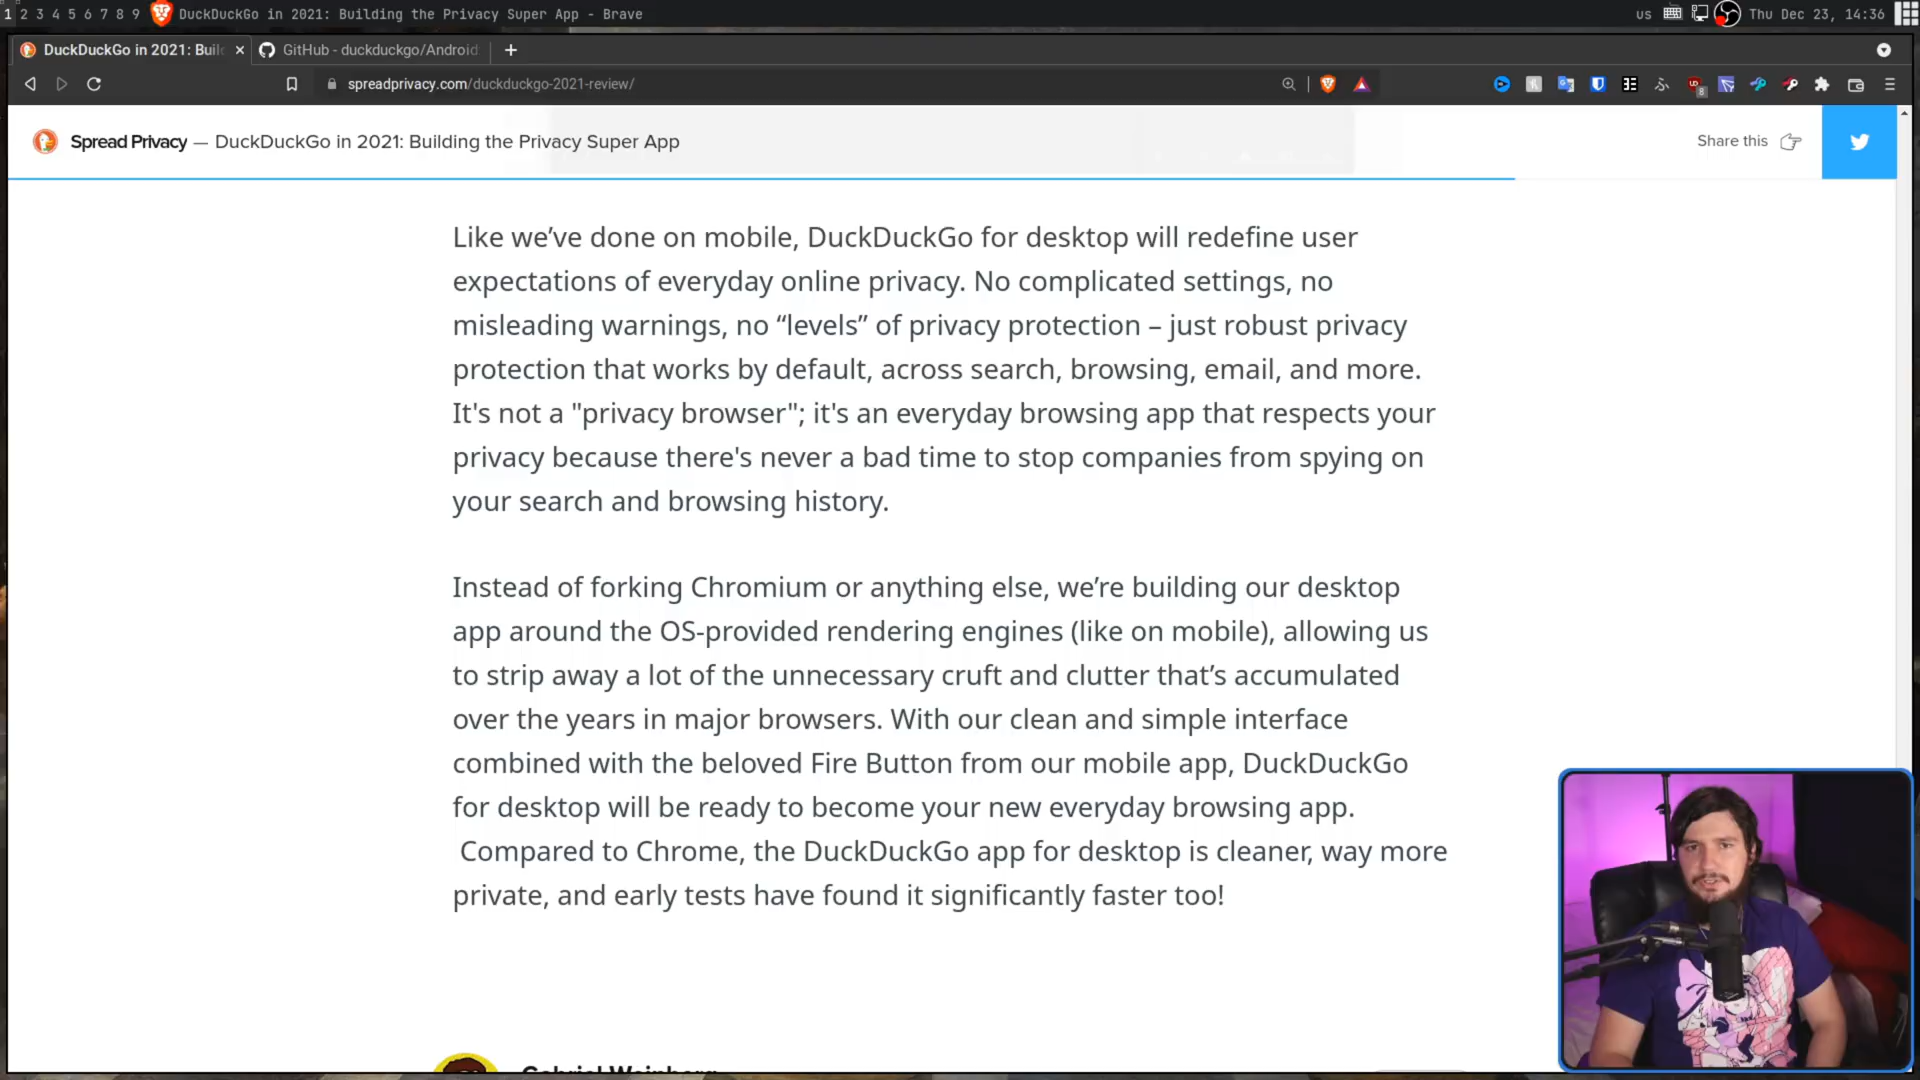 1 2 3 4 5 6 7 8 9 DuckDuckGo in 2021: Building the Privacy Super App - Brave us Thu Dec 23, 14:36
DuckDuckGo in 2021: Buil × GitHub - duckduckgo/Android +
spreadprivacy.com/duckduckgo-2021-review/
Spread Privacy — DuckDuckGo in 2021: Building the Privacy Super App Share this
Like we’ve done on mobile, DuckDuckGo for desktop will redefine user
expectations of everyday online privacy. No complicated settings, no
misleading warnings, no “levels” of privacy protection – just robust privacy
protection that works by default, across search, browsing, email, and more.
It's not a "privacy browser"; it's an everyday browsing app that respects your
privacy because there's never a bad time to stop companies from spying on
your search and browsing history.
Instead of forking Chromium or anything else, we’re building our desktop
app around the OS-provided rendering engines (like on mobile), allowing us
to strip away a lot of the unnecessary cruft and clutter that’s accumulated
over the years in major browsers. With our clean and simple interface
combined with the beloved Fire Button from our mobile app, DuckDuckGo
for desktop will be ready to become your new everyday browsing app.
Compared to Chrome, the DuckDuckGo app for desktop is cleaner, way more
private, and early tests have found it significantly faster too!
Gabriel Weinberg